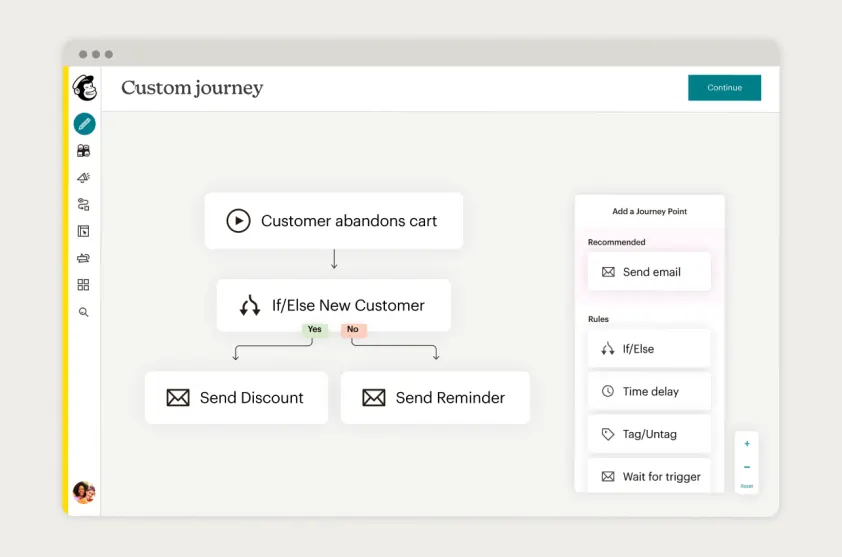 Custom journey
Continue
Customer abandons cart
If/Else New Customer
Yes
No
Send Discount
Send Reminder
Add a Journey Point
Recommended
Send email
Rules
If/Else
Time delay
Tag/Untag
Wait for trigger
+
−
Reset